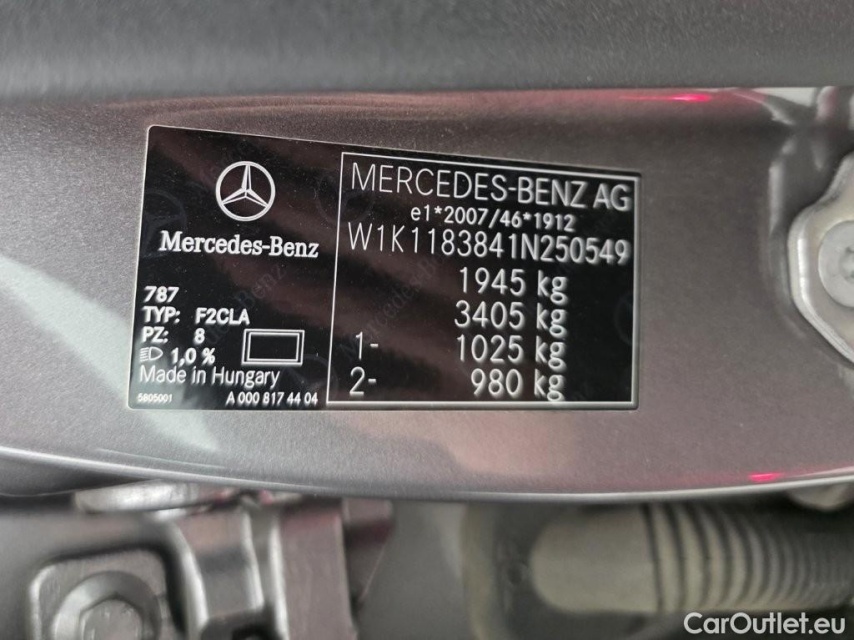 Mercedes-Benz
787
TYP: F2CLA
PZ: 8
1,0 %
Made in Hungary
5805001 A 000 817 44 04
MERCEDES-BENZ AG
e1*2007/46*1912
W1K1183841N250549
1945 kg
3405 kg
1- 1025 kg
2- 980 kg
CarOutlet.eu